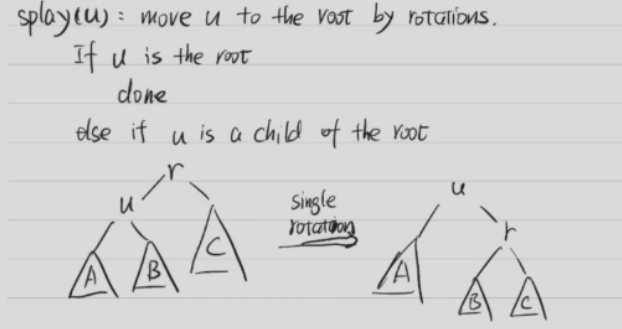 splay(u) : move u to the root by rotations.
If u is the root
done
else if u is a child of the root
r
u
A
B
C
single
rotation
u
r
A
B
C